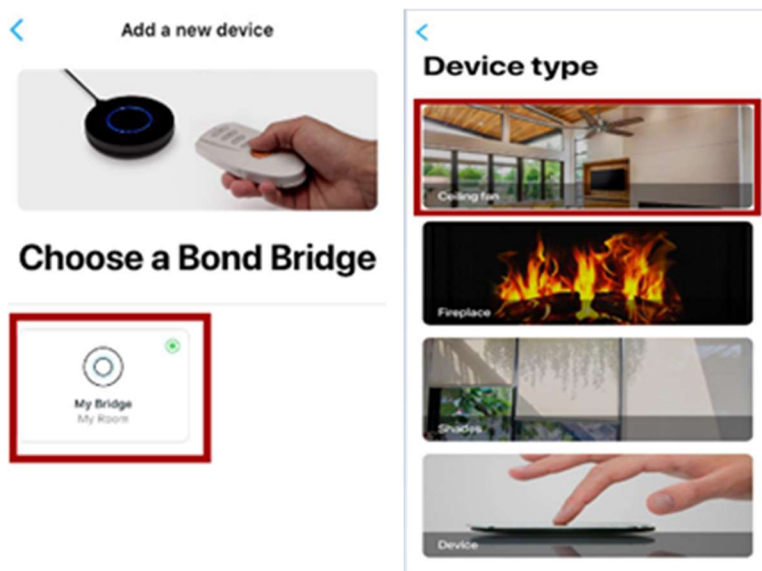 Add a new device
Choose a Bond Bridge
My Bridge
My Room
Device type
Ceiling fan
Fireplace
Shades
Device